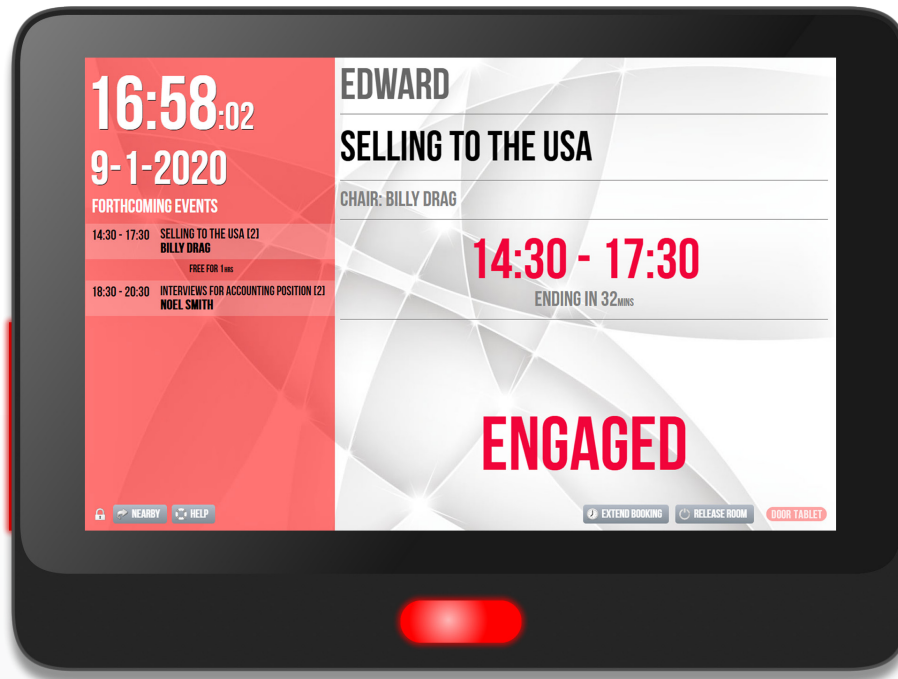 16:58:02
9-1-2020
FORTHCOMING EVENTS
14:30 - 17:30 SELLING TO THE USA [2]
BILLY DRAG
FREE FOR 1HRS
18:30 - 20:30 INTERVIEWS FOR ACCOUNTING POSITION [2]
NOEL SMITH
NEARBY
HELP
EDWARD
SELLING TO THE USA
CHAIR: BILLY DRAG
14:30 - 17:30
ENDING IN 32MINS
ENGAGED
EXTEND BOOKING
RELEASE ROOM
DOOR TABLET